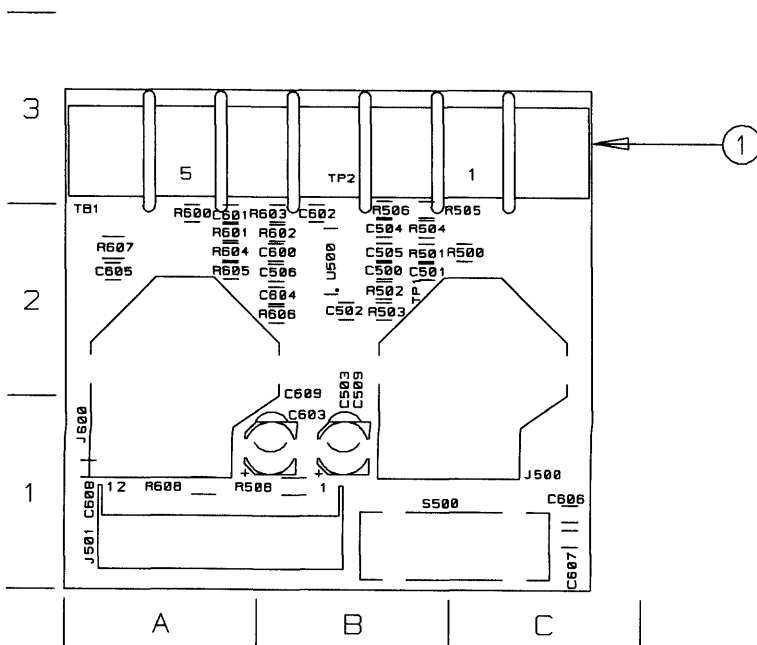 3
1
5
TP2
1
TB1
R600
C601
R603
C602
R506
R505
R601
R602
C504
R504
R607
R604
C600
U500
C505
R501
R500
C605
R605
C506
C500
C501
C604
R502
TP1
2
R606
C502
R503
C609
C503
C509
C603
J600
+
+
J500
1
C608
12
R608
R508
1
S500
C606
J501
C607
A
B
C